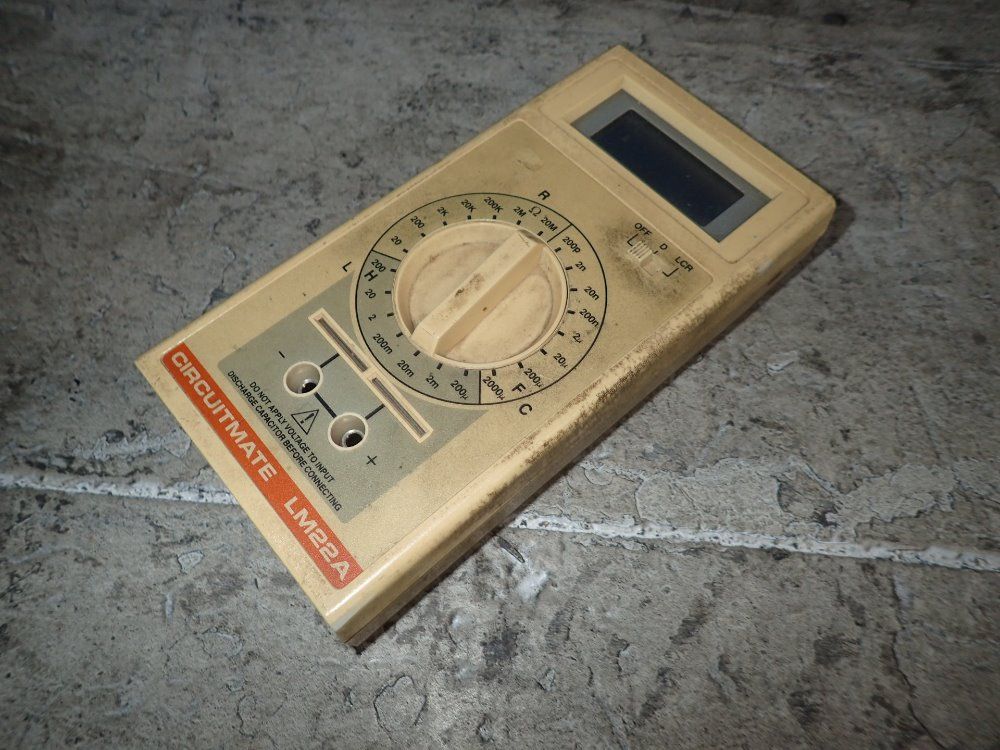 OFF D LCR
R
Ω
20 200 2K 20K 200K 2M 20M
200p 2n 20n 200n 2µ 20µ 200µ 2000µ
F
C
L
H
200 20 2 200m 20m 2m 200µ
-
+
DO NOT APPLY VOLTAGE TO INPUT
DISCHARGE CAPACITOR BEFORE CONNECTING
CIRCUITMATE LM22A